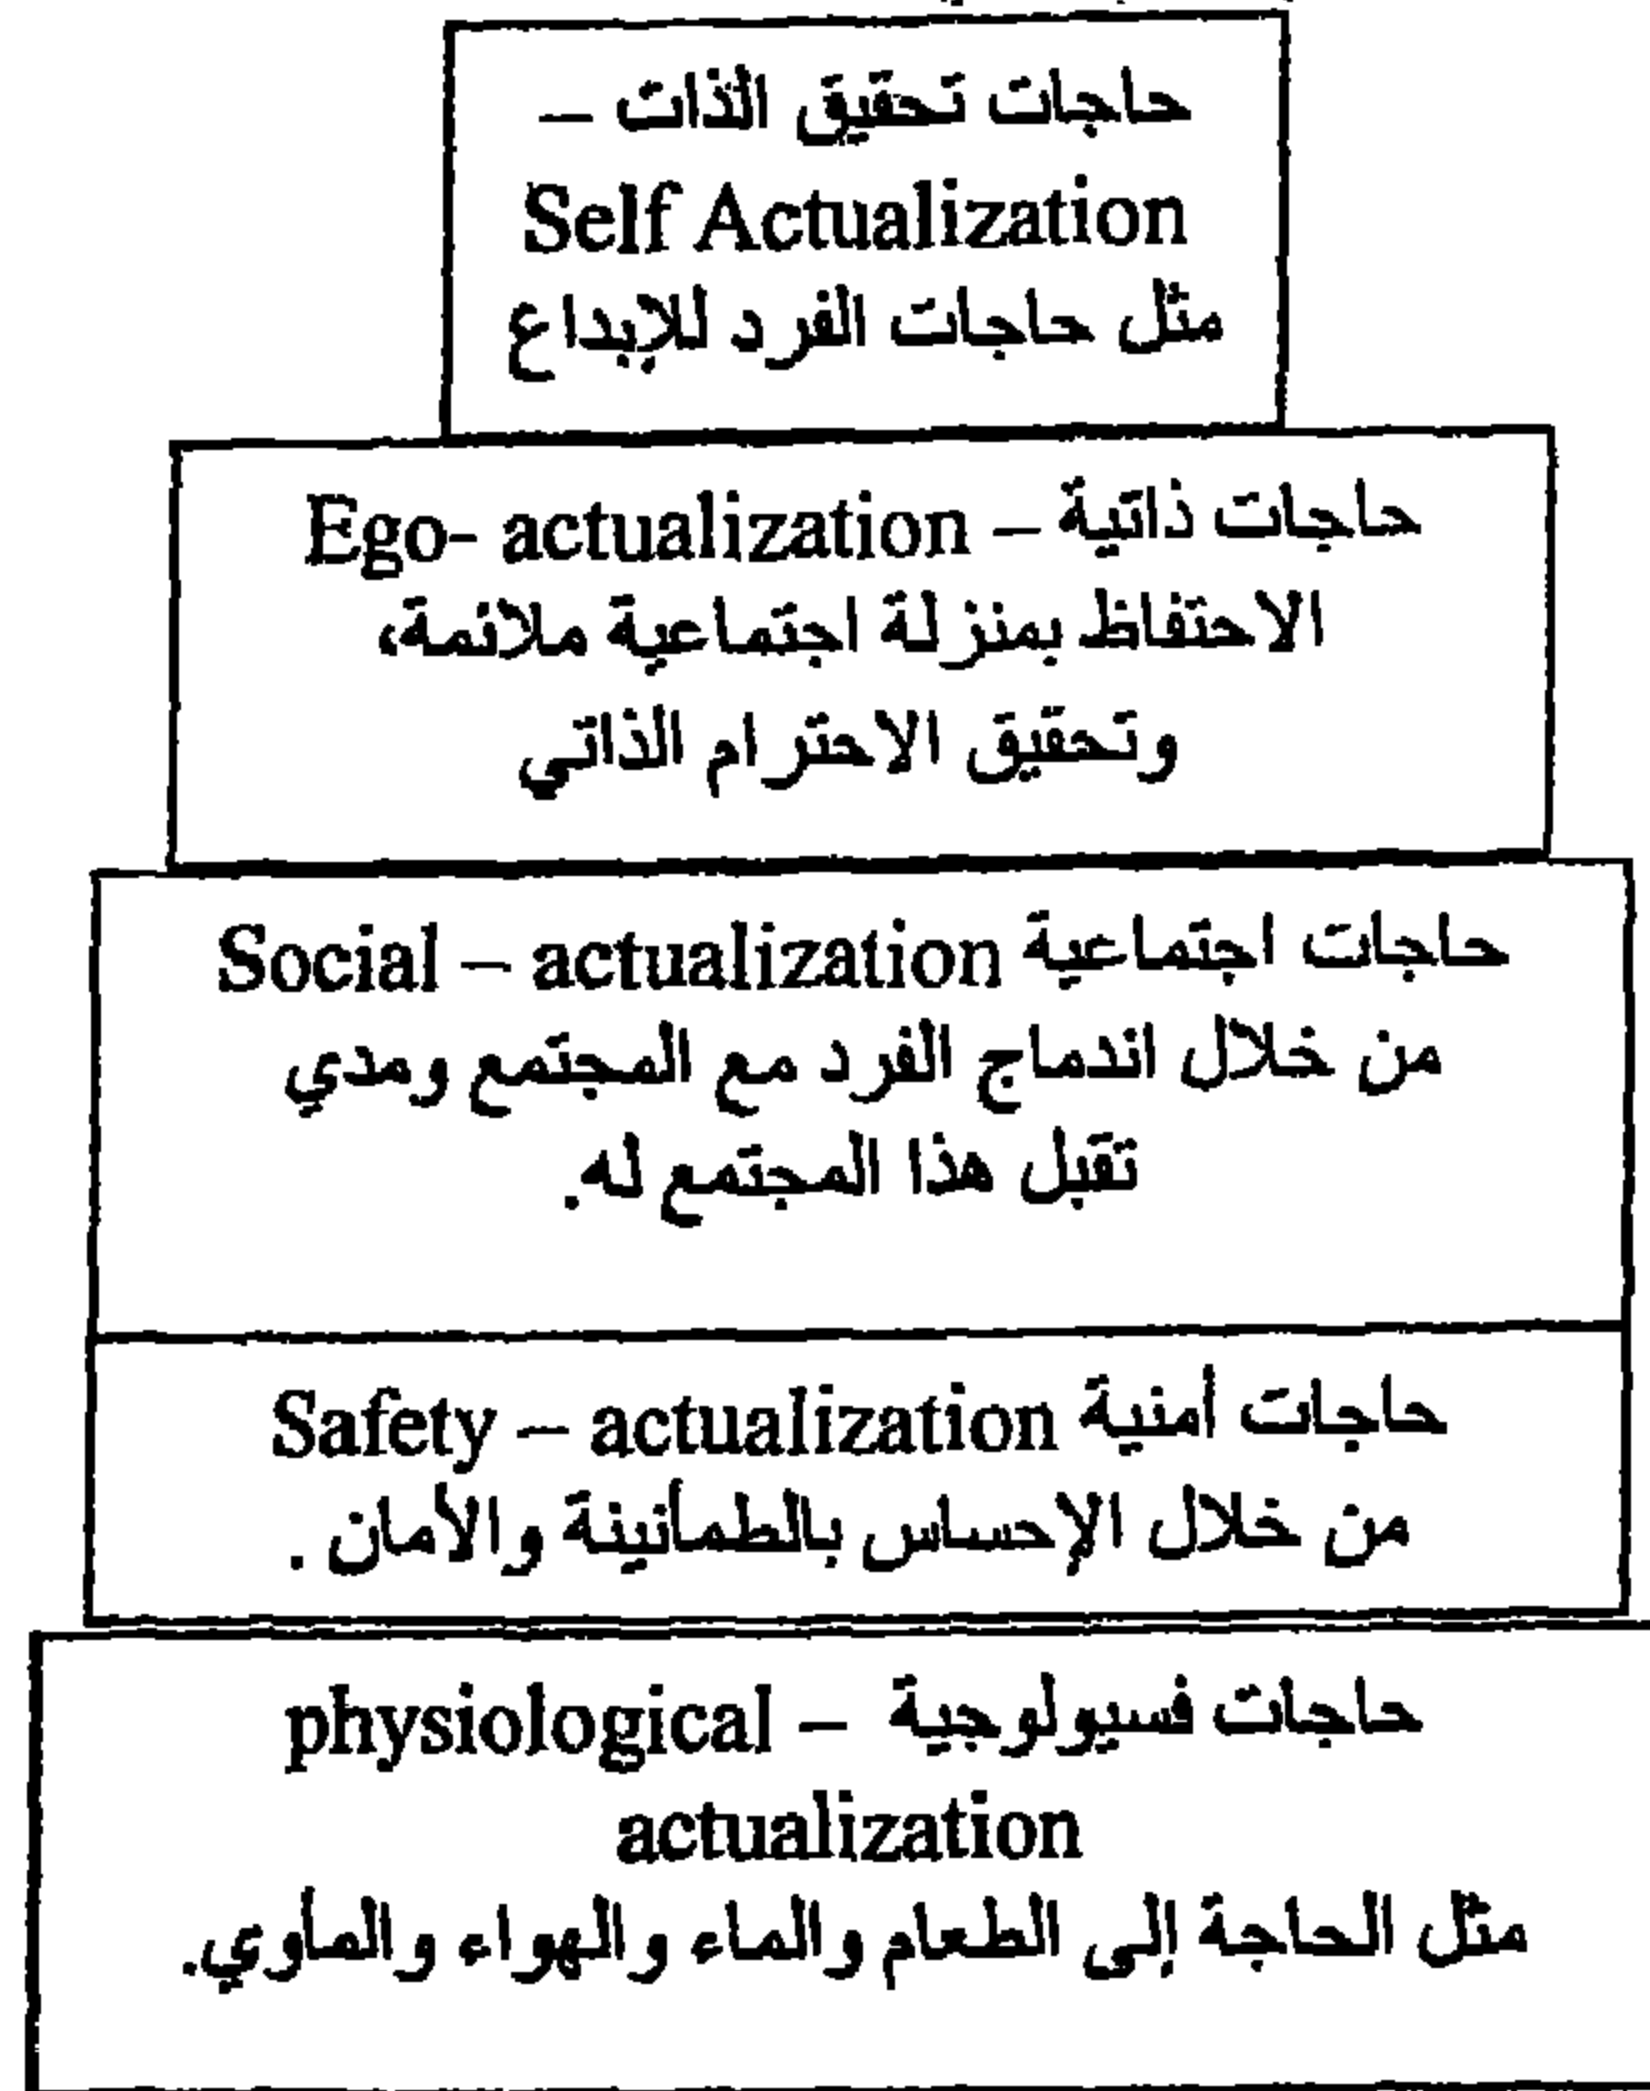 حاجات تحقيق الذات –
Self Actualization
مثل حاجات الفرد للإبداع
حاجات ذاتية – Ego- actualization
الاحتفاظ بمنزلة اجتماعية ملائمة،
وتحقيق الاحترام الذاتي
حاجات اجتماعية Social – actualization
من خلال اندماج الفرد مع المجتمع ومدي
تقبل هذا المجتمع له.
حاجات أمنية Safety – actualization
من خلال الإحساس بالطمأنينة والأمان .
حاجات فسيولوجية – physiological
actualization
مثل الحاجة إلى الطعام والماء والهواء والمأوي.